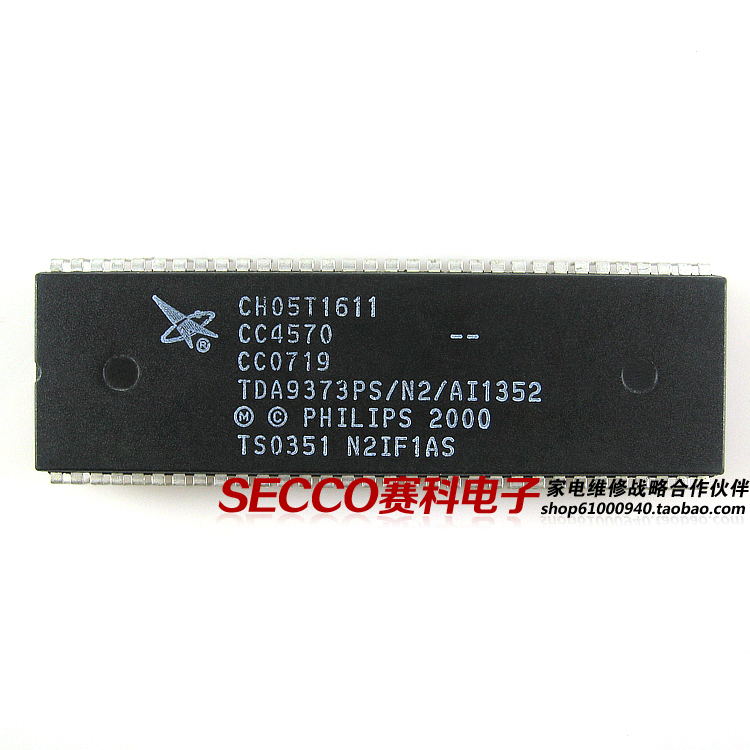 CH05T1611
CC4570 --
CC0719
TDA9373PS/N2/AI1352
Ⓜ © PHILIPS 2000
TS0351 N2IF1AS
®
SECCO赛科电子
家电维修战略合作伙伴
shop61000940.taobao.com